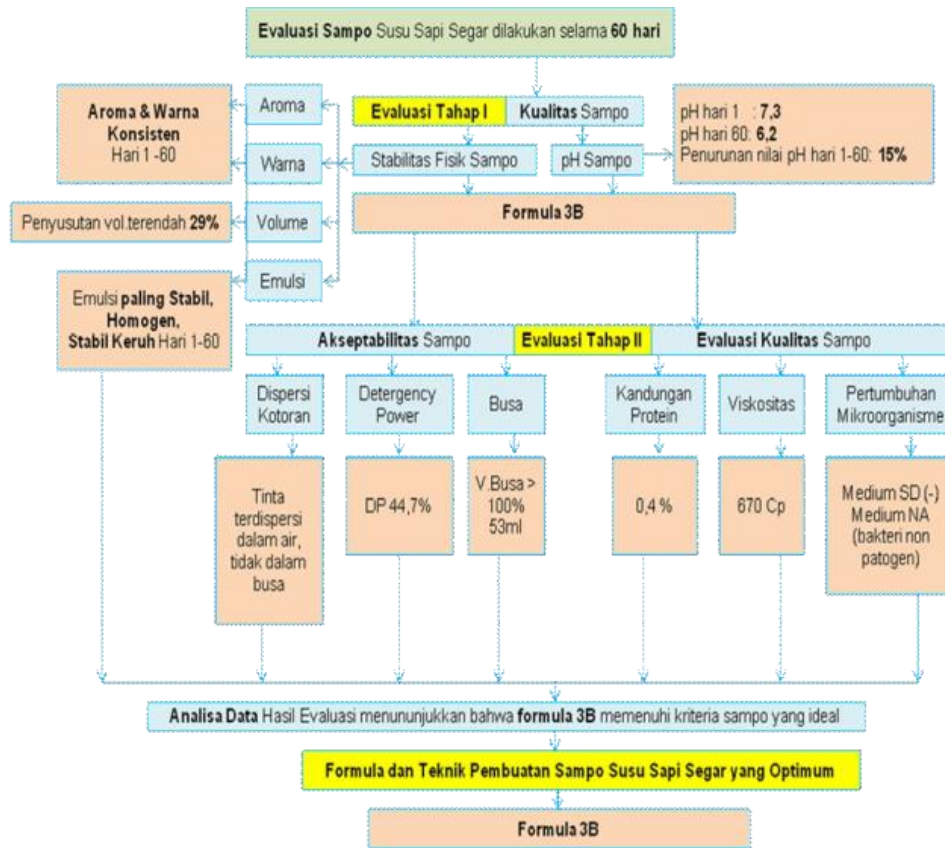 Evaluasi Sampo Susu Sapi Segar dilakukan selama 60 hari
Aroma & Warna
Konsisten
Hari 1 -60
Aroma
Warna
Evaluasi Tahap I
Kualitas Sampo
Stabilitas Fisik Sampo
pH Sampo
pH hari 1 : 7,3
pH hari 60: 6,2
Penurunan nilai pH hari 1-60: 15%
Penyusutan vol.terendah 29%
Volume
Formula 3B
Emulsi
Emulsi paling Stabil,
Homogen,
Stabil Keruh Hari 1-60
Akseptabilitas Sampo
Evaluasi Tahap II
Evaluasi Kualitas Sampo
Dispersi
Kotoran
Detergency
Power
Busa
Kandungan
Protein
Viskositas
Pertumbuhan
Mikroorganisme
Tinta
terdispersi
dalam air,
tidak dalam
busa
DP 44,7%
V.Busa >
100%
53ml
0,4 %
670 Cp
Medium SD (-)
Medium NA
(bakteri non
patogen)
Analisa Data Hasil Evaluasi menununjukkan bahwa formula 3B memenuhi kriteria sampo yang ideal
Formula dan Teknik Pembuatan Sampo Susu Sapi Segar yang Optimum
Formula 3B